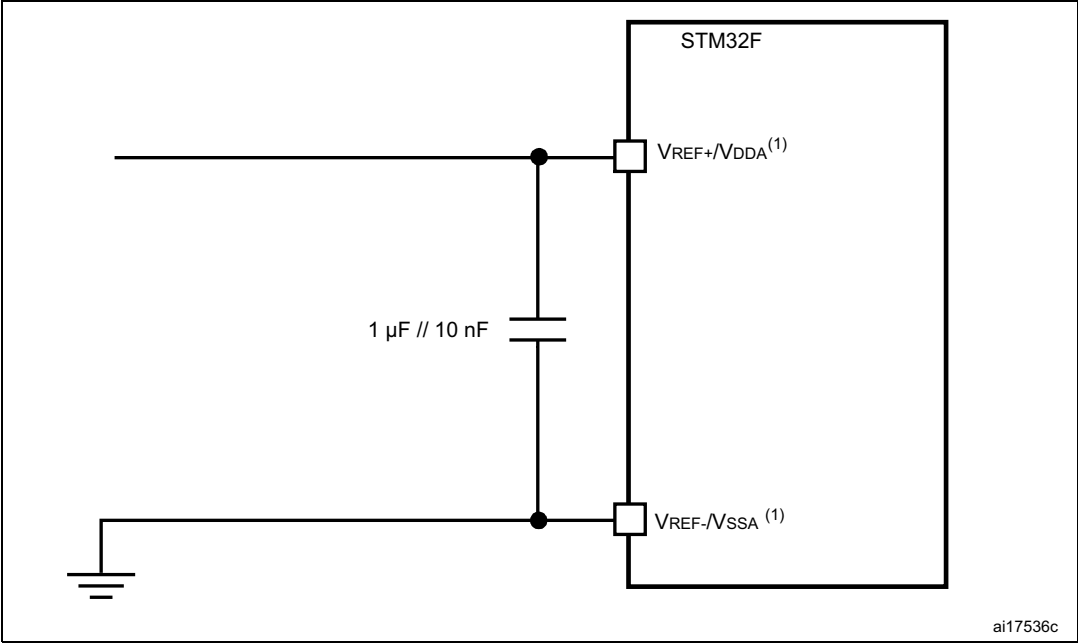 STM32F
VREF+/VDDA(1)
1 µF // 10 nF
VREF-/VSSA (1)
ai17536c